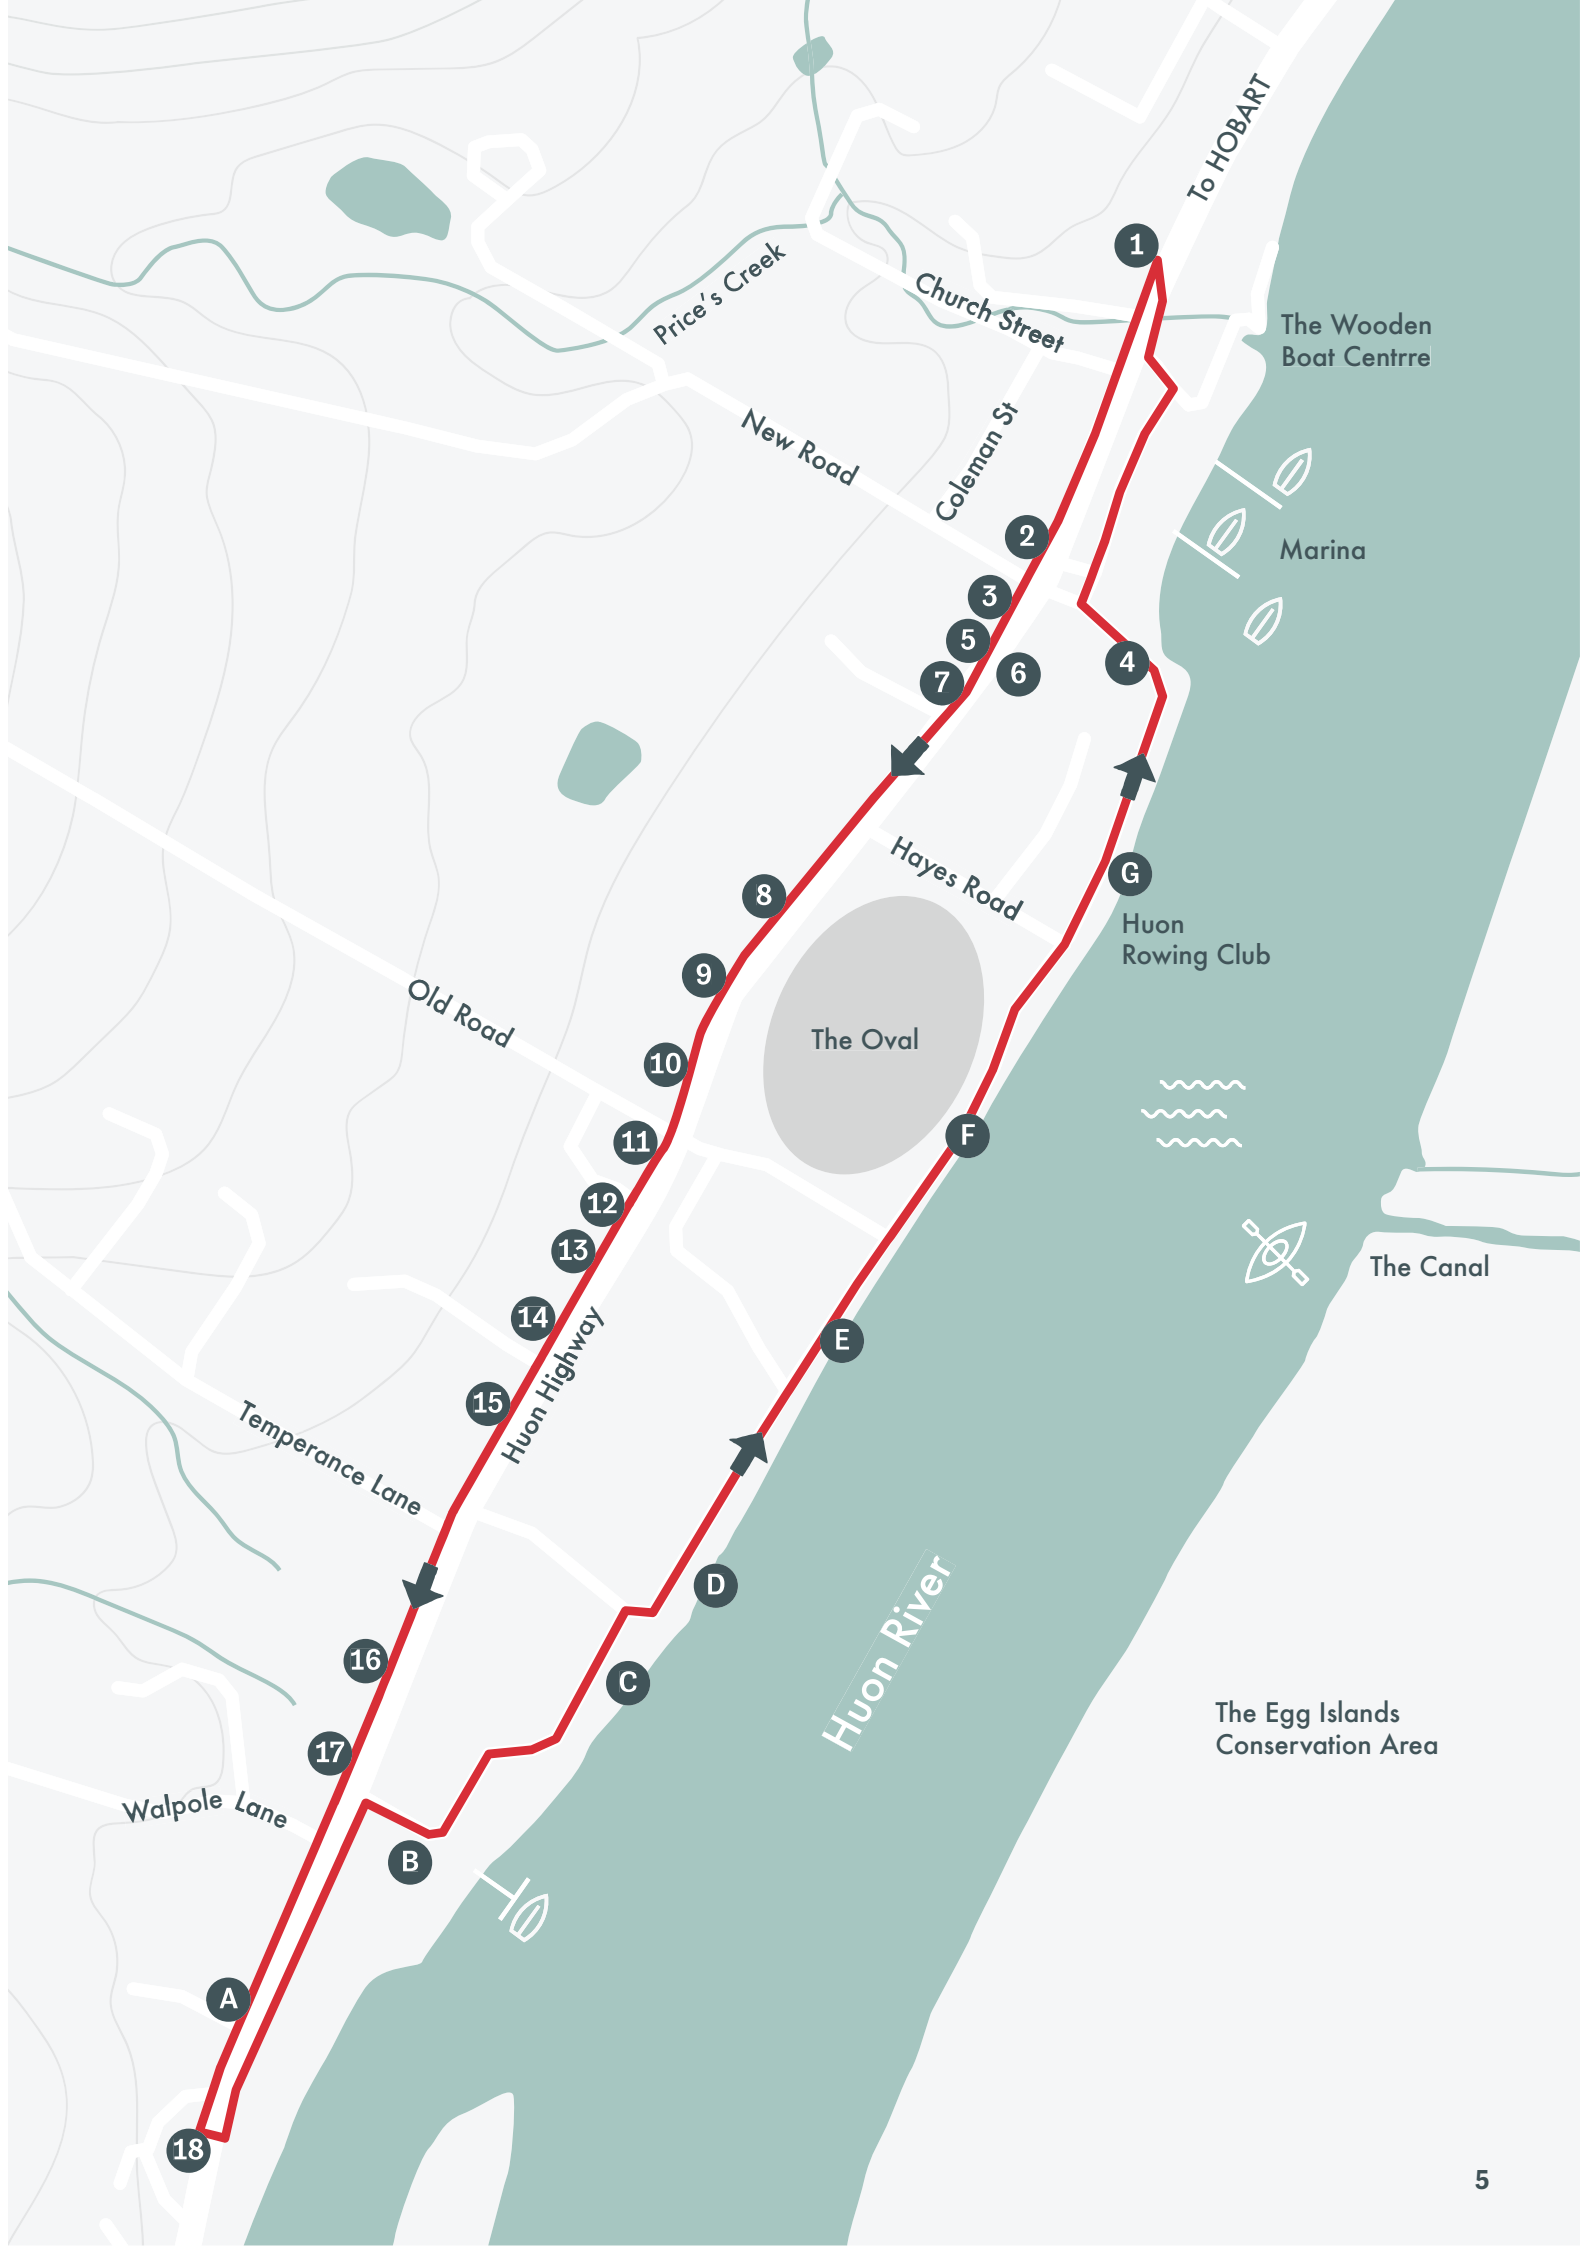 To HOBART
1
Price's Creek
Church Street
The Wooden
Boat Centrre
New Road
Coleman St
2
Marina
3
5
6
4
7
8
Hayes Road
G
Huon
Rowing Club
9
Old Road
The Oval
10
11
F
12
13
The Canal
14
E
Huon Highway
15
Temperance Lane
D
Huon River
16
C
The Egg Islands
Conservation Area
17
Walpole Lane
B
A
18
5